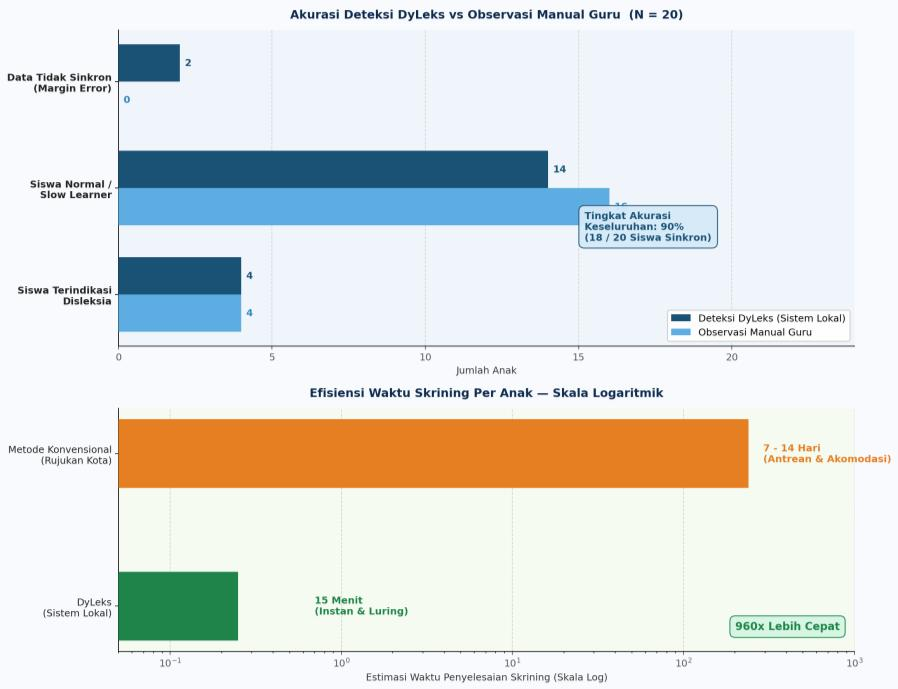 Akurasi Deteksi DyLeks vs Observasi Manual Guru (N = 20)
Data Tidak Sinkron
(Margin Error)
2
0
Siswa Normal /
Slow Learner
14
Tingkat Akurasi
Keseluruhan: 90%
(18 / 20 Siswa Sinkron)
Siswa Terindikasi
Disleksia
4
4
Deteksi DyLeks (Sistem Lokal)
Observasi Manual Guru
0 5 10 15 20
Jumlah Anak
Efisiensi Waktu Skrining Per Anak — Skala Logaritmik
Metode Konvensional
(Rujukan Kota)
7 - 14 Hari
(Antrean & Akomodasi)
DyLeks
(Sistem Lokal)
15 Menit
(Instan & Luring)
960x Lebih Cepat
10⁻¹ 10⁰ 10¹ 10² 10³
Estimasi Waktu Penyelesaian Skrining (Skala Log)